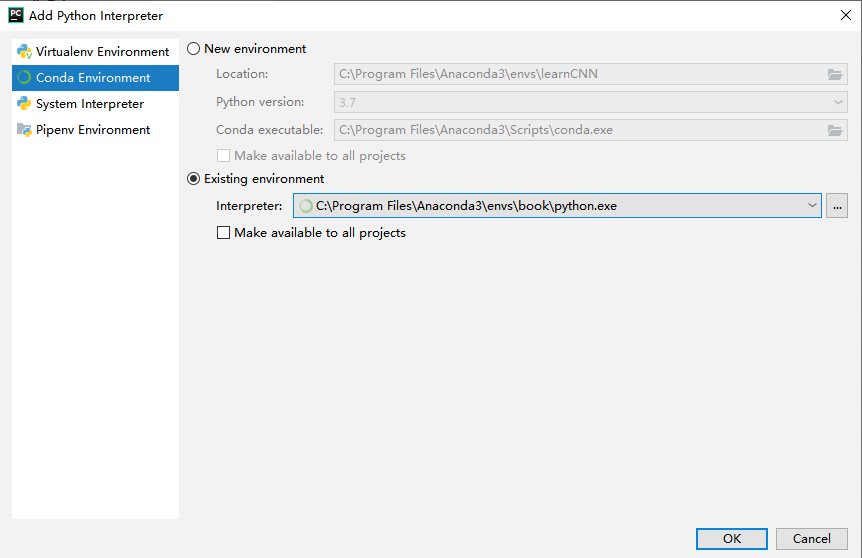 PC Add Python Interpreter
Virtualenv Environment
Conda Environment
System Interpreter
Pipenv Environment
New environment
Location: C:\Program Files\Anaconda3\envs\learnCNN
Python version: 3.7
Conda executable: C:\Program Files\Anaconda3\Scripts\conda.exe
Make available to all projects
Existing environment
Interpreter: C:\Program Files\Anaconda3\envs\book\python.exe ...
Make available to all projects
OK Cancel